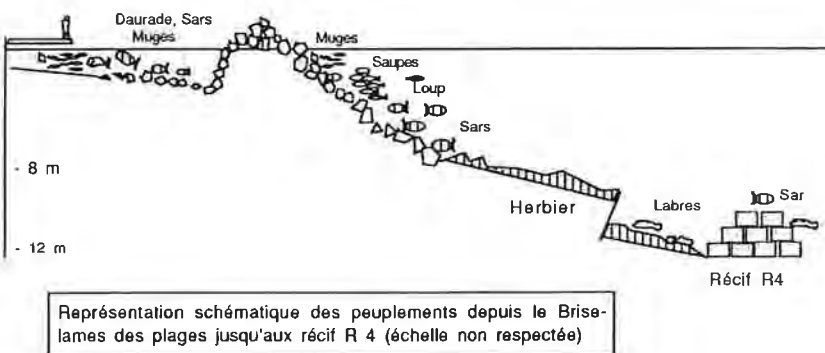 Daurade, Sars
Muges
Muges
Saupes
Loup
Sars
- 8 m
Herbier
Labres
Sar
- 12 m
Récif R4
Représentation schématique des peuplements depuis le Brise-
lames des plages jusqu'aux récif R 4 (échelle non respectée)